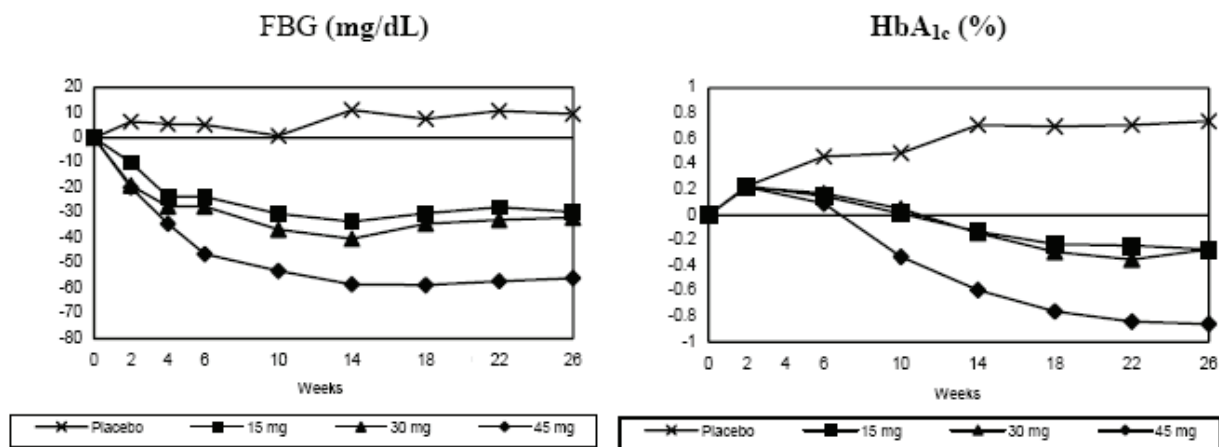 FBG (mg/dL)
20
10
0
-10
-20
-30
-40
-50
-60
-70
-80
0 2 4 6 10 14 18 22 26
Weeks
Placebo 15 mg 30 mg 45 mg
HbA1c (%)
1
0.8
0.6
0.4
0.2
0
-0.2
-0.4
-0.6
-0.8
-1
0 2 6 10 14 18 22 26
Weeks
Placebo 15 mg 30 mg 45 mg